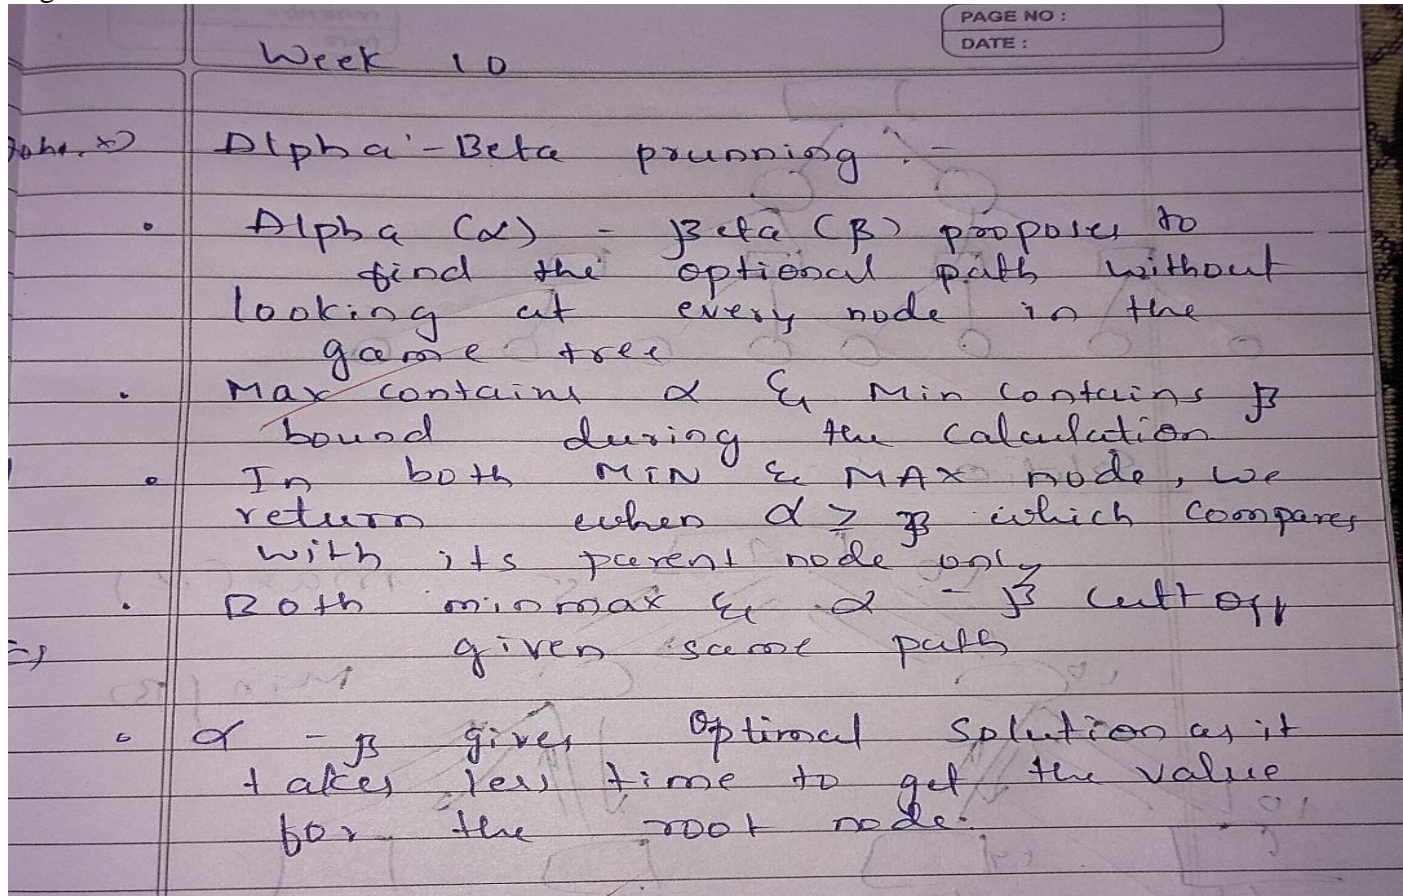 PAGE NO :
DATE :
Week 10
Alpha - Beta prunning :-
• Alpha (α) - Beta (β) proposes to
find the optional path without
looking at every node in the
game tree
• Max contains α & Min contains β
bound during the calculation
• In both MIN & MAX node, we
return when α ≥ β which compares
with its parent node only
• Both minmax & α - β cutt off
given same path
• α - β gives optimal solution as it
takes less time to get the value
for the root node.